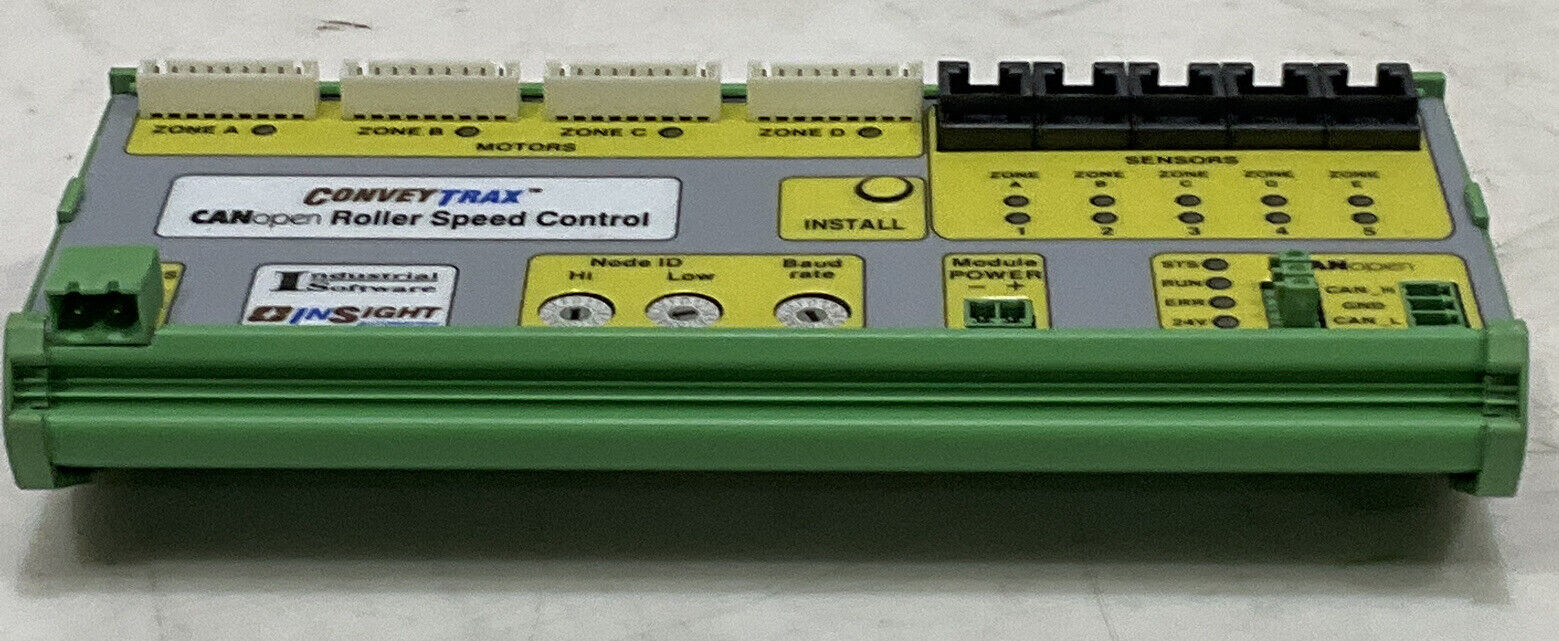 ZONE A
ZONE B
ZONE C
ZONE D
MOTORS
SENSORS
ZONE A
ZONE B
ZONE C
ZONE D
ZONE E
1 2 3 4 5
CONVEYTRAX™
CANopen Roller Speed Control
INSTALL
Industrial
Software
INSIGHT
Node ID
Hi Low
Baud
rate
Module
POWER
- +
STS
RUN
ERR
24V
CANopen
CAN_H
GND
CAN_L